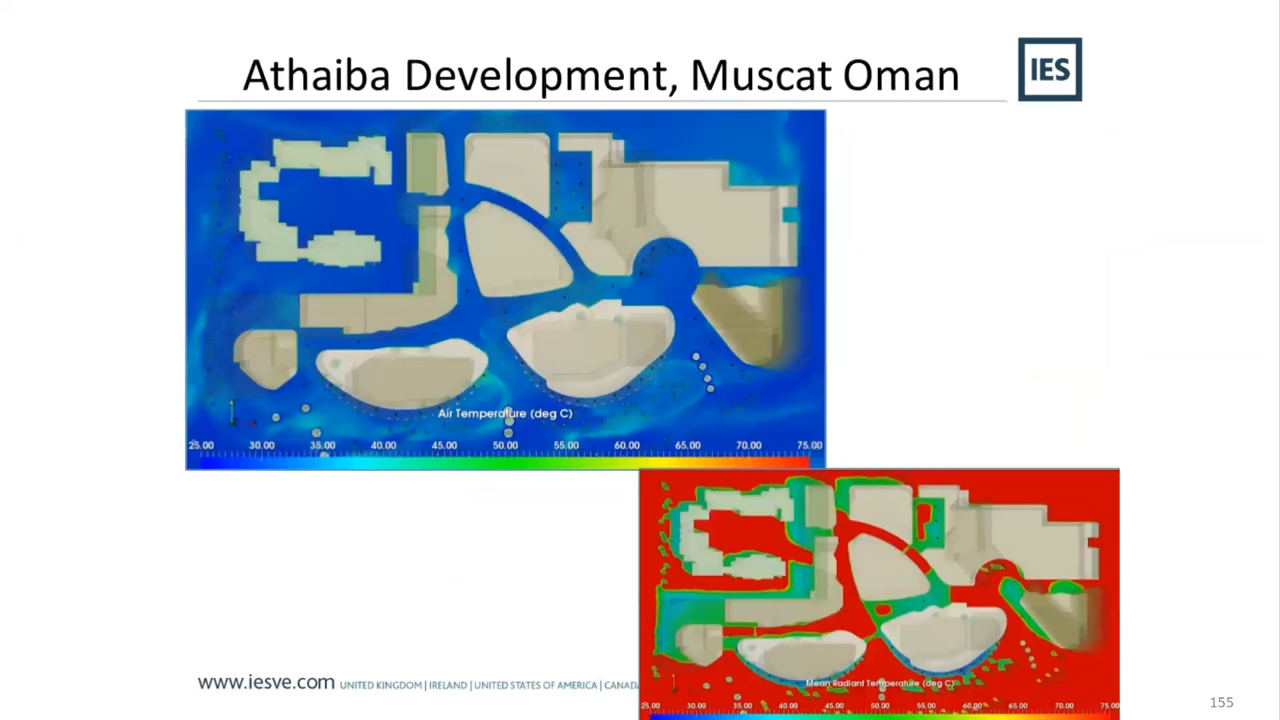 Athaiba Development, Muscat Oman
IES
Air Temperature (deg C)
25.00 30.00 35.00 40.00 45.00 50.00 55.00 60.00 65.00 70.00 75.00
Mean Radiant Temperature (deg C)
25.00 30.00 35.00 40.00 45.00 50.00 55.00 60.00 65.00 70.00 75.00
www.iesve.com UNITED KINGDOM | IRELAND | UNITED STATES OF AMERICA | CANADA
155